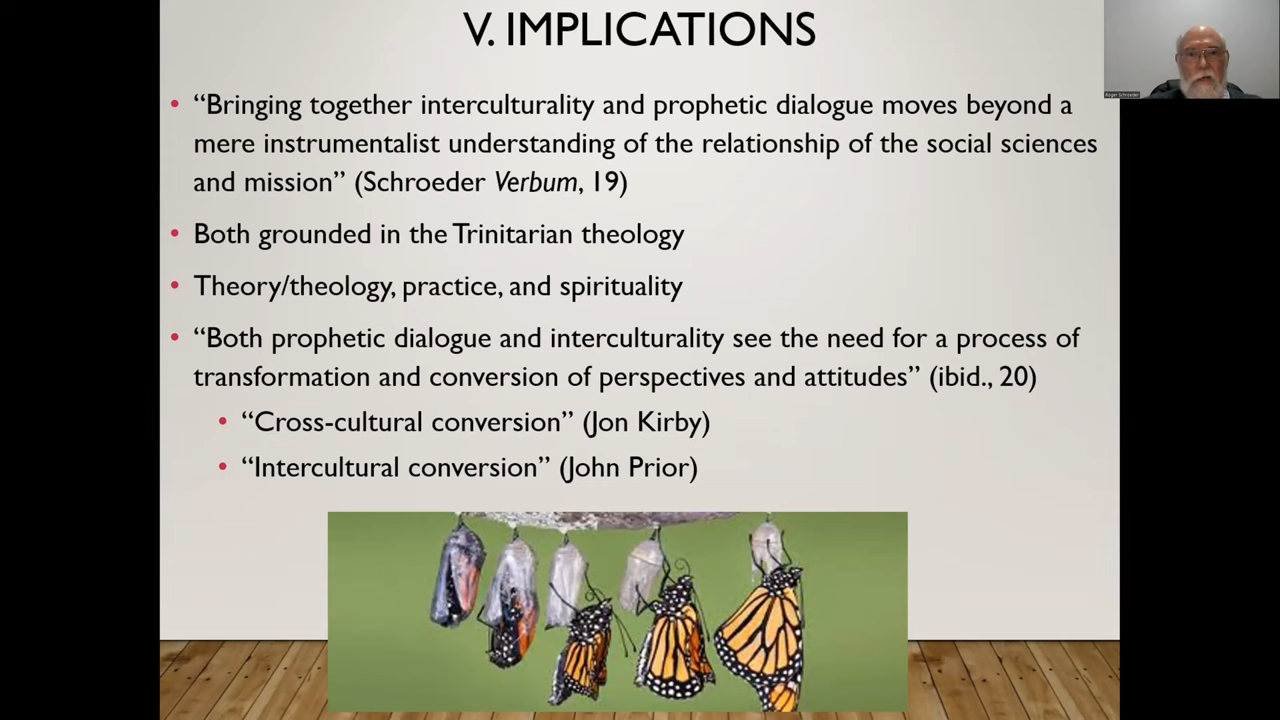 V. IMPLICATIONS
Roger Schroeder
• “Bringing together interculturality and prophetic dialogue moves beyond a
mere instrumentalist understanding of the relationship of the social sciences
and mission” (Schroeder Verbum, 19)
• Both grounded in the Trinitarian theology
• Theory/theology, practice, and spirituality
• “Both prophetic dialogue and interculturality see the need for a process of
transformation and conversion of perspectives and attitudes” (ibid., 20)
• “Cross-cultural conversion” (Jon Kirby)
• “Intercultural conversion” (John Prior)